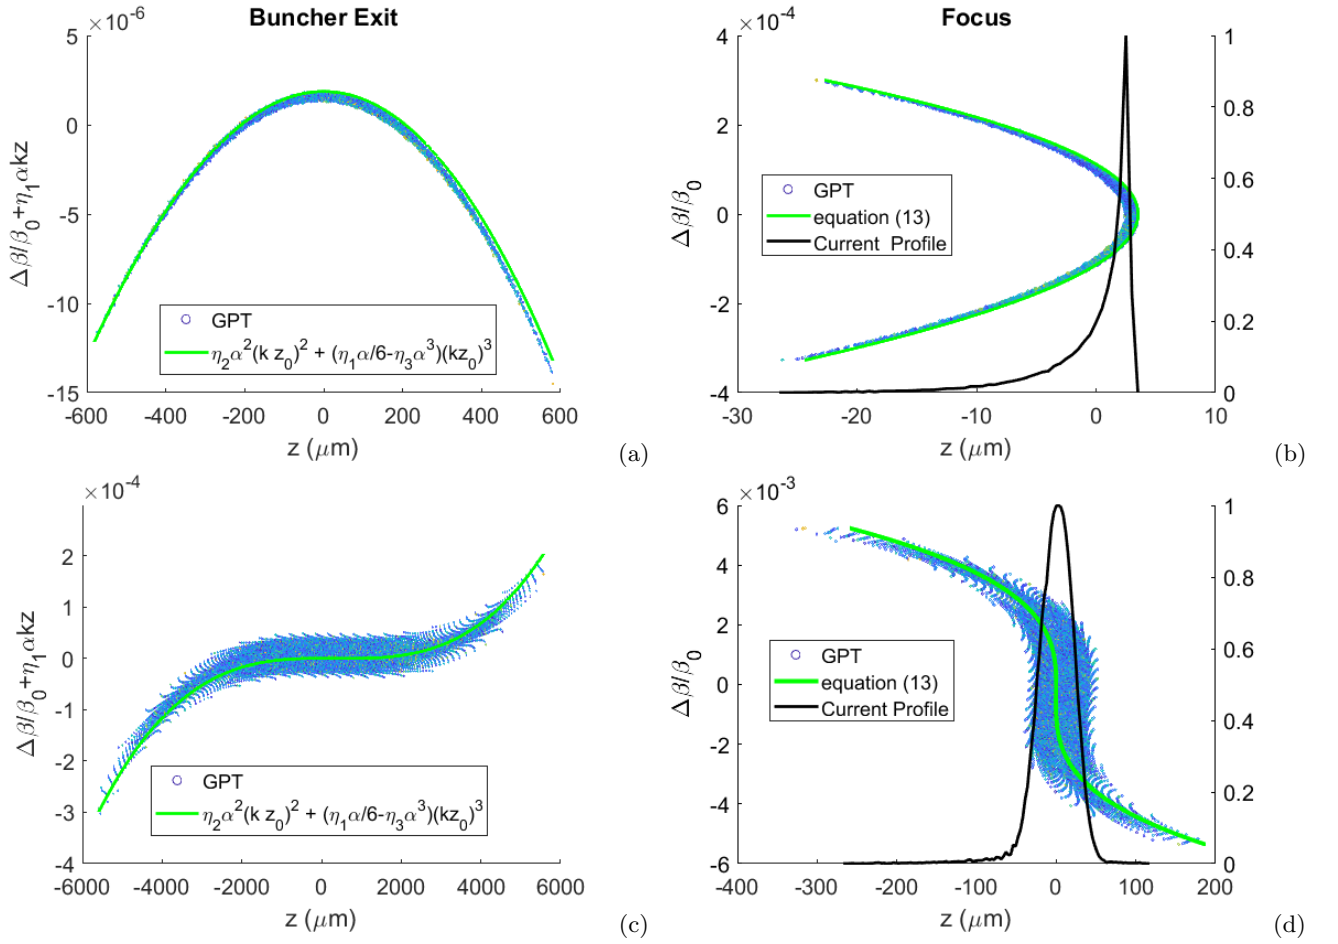 Buncher Exit
×10⁻⁶
5
0
-5
-10
-15
-600 -400 -200 0 200 400 600
Δβ/β₀+η₁αkz
z (μm)
GPT
η₂α²(k z₀)² + (η₁α/6-η₃α³)(kz₀)³
(a)
Focus
×10⁻⁴
4
2
0
-2
-4
1
0.8
0.6
0.4
0.2
0
-30 -20 -10 0 10
Δβ/β₀
z (μm)
GPT
equation (13)
Current Profile
(b)
×10⁻⁴
2
1
0
-1
-2
-3
-4
-6000 -4000 -2000 0 2000 4000 6000
Δβ/β₀+η₁αkz
z (μm)
GPT
η₂α²(k z₀)² + (η₁α/6-η₃α³)(kz₀)³
(c)
×10⁻³
6
4
2
0
-2
-4
-6
1
0.8
0.6
0.4
0.2
0
-300 -200 -100 0 100 200
Δβ/β₀
z (μm)
GPT
equation (13)
Current Profile
(d)